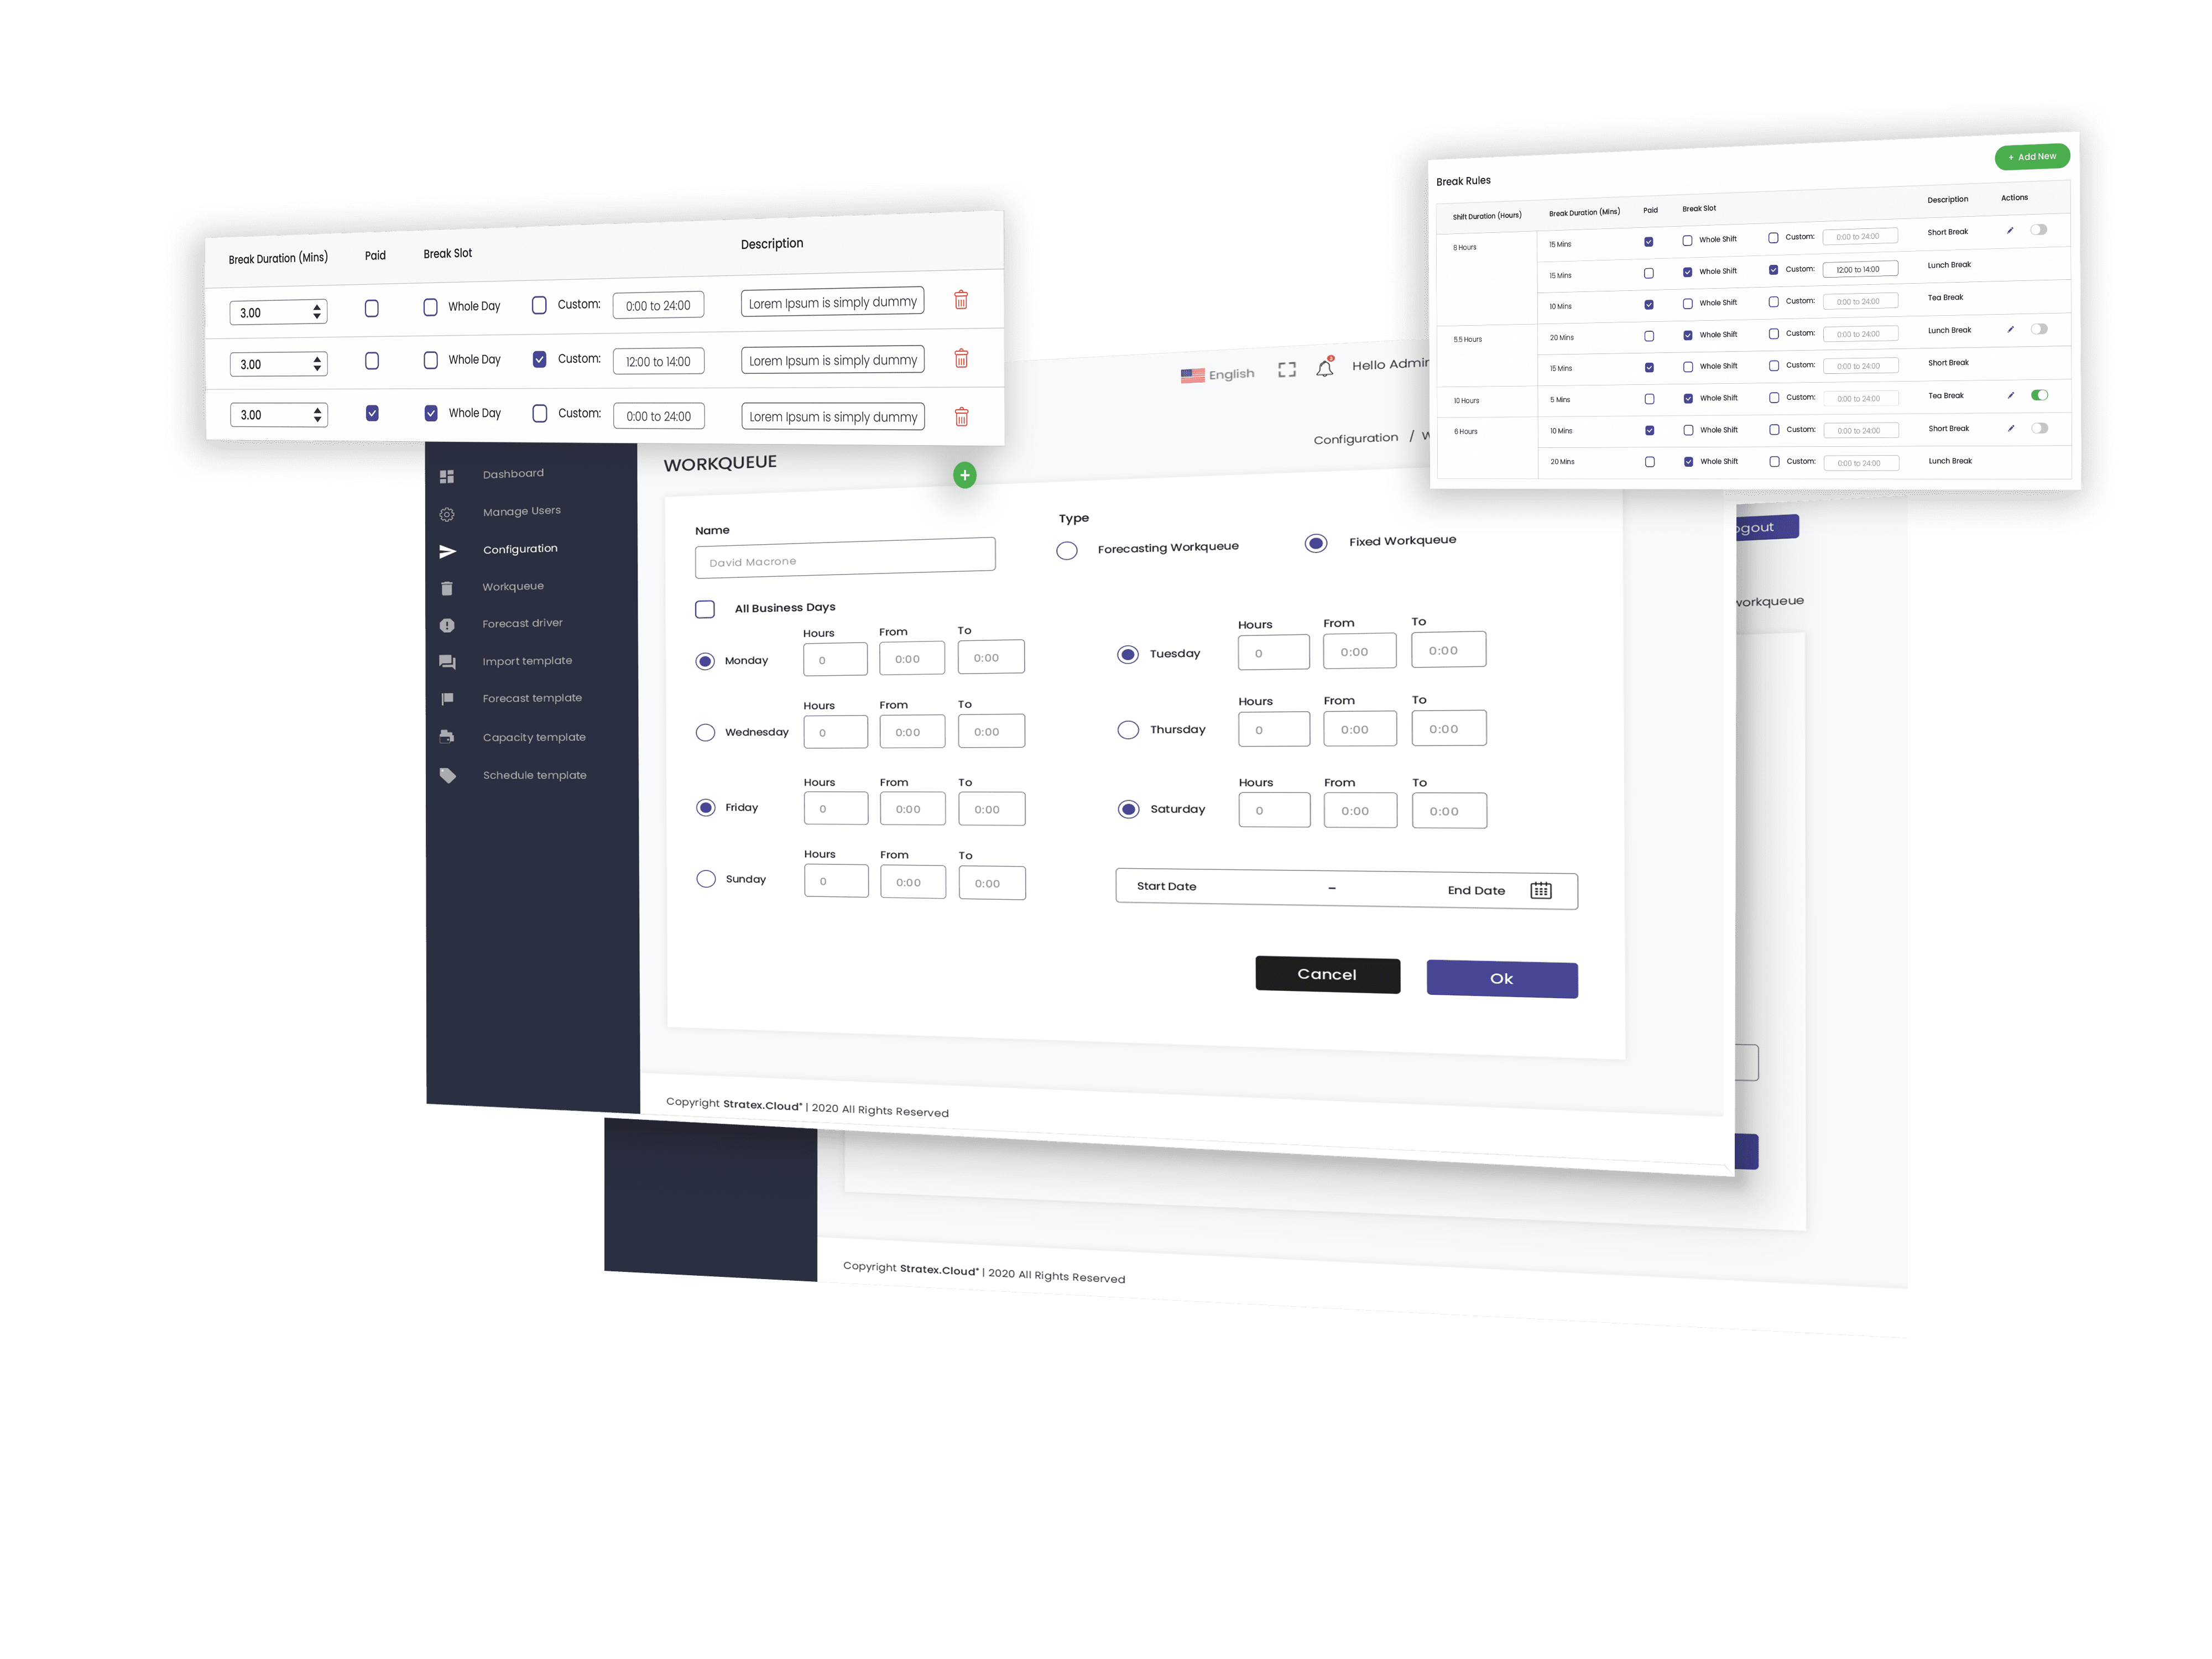 Break Duration (Mins) Paid Break Slot Description
3.00 Whole Day Custom: 0:00 to 24:00 Lorem Ipsum is simply dummy
3.00 Whole Day Custom: 12:00 to 14:00 Lorem Ipsum is simply dummy
3.00 Whole Day Custom: 0:00 to 24:00 Lorem Ipsum is simply dummy
Break Rules + Add New
Shift Duration (Hours) Break Duration (Mins) Paid Break Slot Description Actions
8 Hours 15 Mins Whole Shift Custom: 0:00 to 24:00 Short Break
15 Mins Whole Shift Custom: 12:00 to 14:00 Lunch Break
10 Mins Whole Shift Custom: 0:00 to 24:00 Tea Break
5.5 Hours 20 Mins Whole Shift Custom: 0:00 to 24:00 Lunch Break
15 Mins Whole Shift Custom: 0:00 to 24:00 Short Break
10 Hours 5 Mins Whole Shift Custom: 0:00 to 24:00 Tea Break
6 Hours 10 Mins Whole Shift Custom: 0:00 to 24:00 Short Break
20 Mins Whole Shift Custom: 0:00 to 24:00 Lunch Break
English Hello Admin
Configuration /
WORKQUEUE
Dashboard
Manage Users
Configuration
Workqueue
Forecast driver
Import template
Forecast template
Capacity template
Schedule template
Name
David Macrone
Type
Forecasting Workqueue Fixed Workqueue
All Business Days
Hours From To
Monday 0 0:00 0:00
Hours From To
Tuesday 0 0:00 0:00
Hours From To
Wednesday 0 0:00 0:00
Hours From To
Thursday 0 0:00 0:00
Hours From To
Friday 0 0:00 0:00
Hours From To
Saturday 0 0:00 0:00
Hours From To
Sunday 0 0:00 0:00
Start Date - End Date
Cancel Ok
Copyright Stratex.Cloud* | 2020 All Rights Reserved
ogout
workqueue
Copyright Stratex.Cloud* | 2020 All Rights Reserved